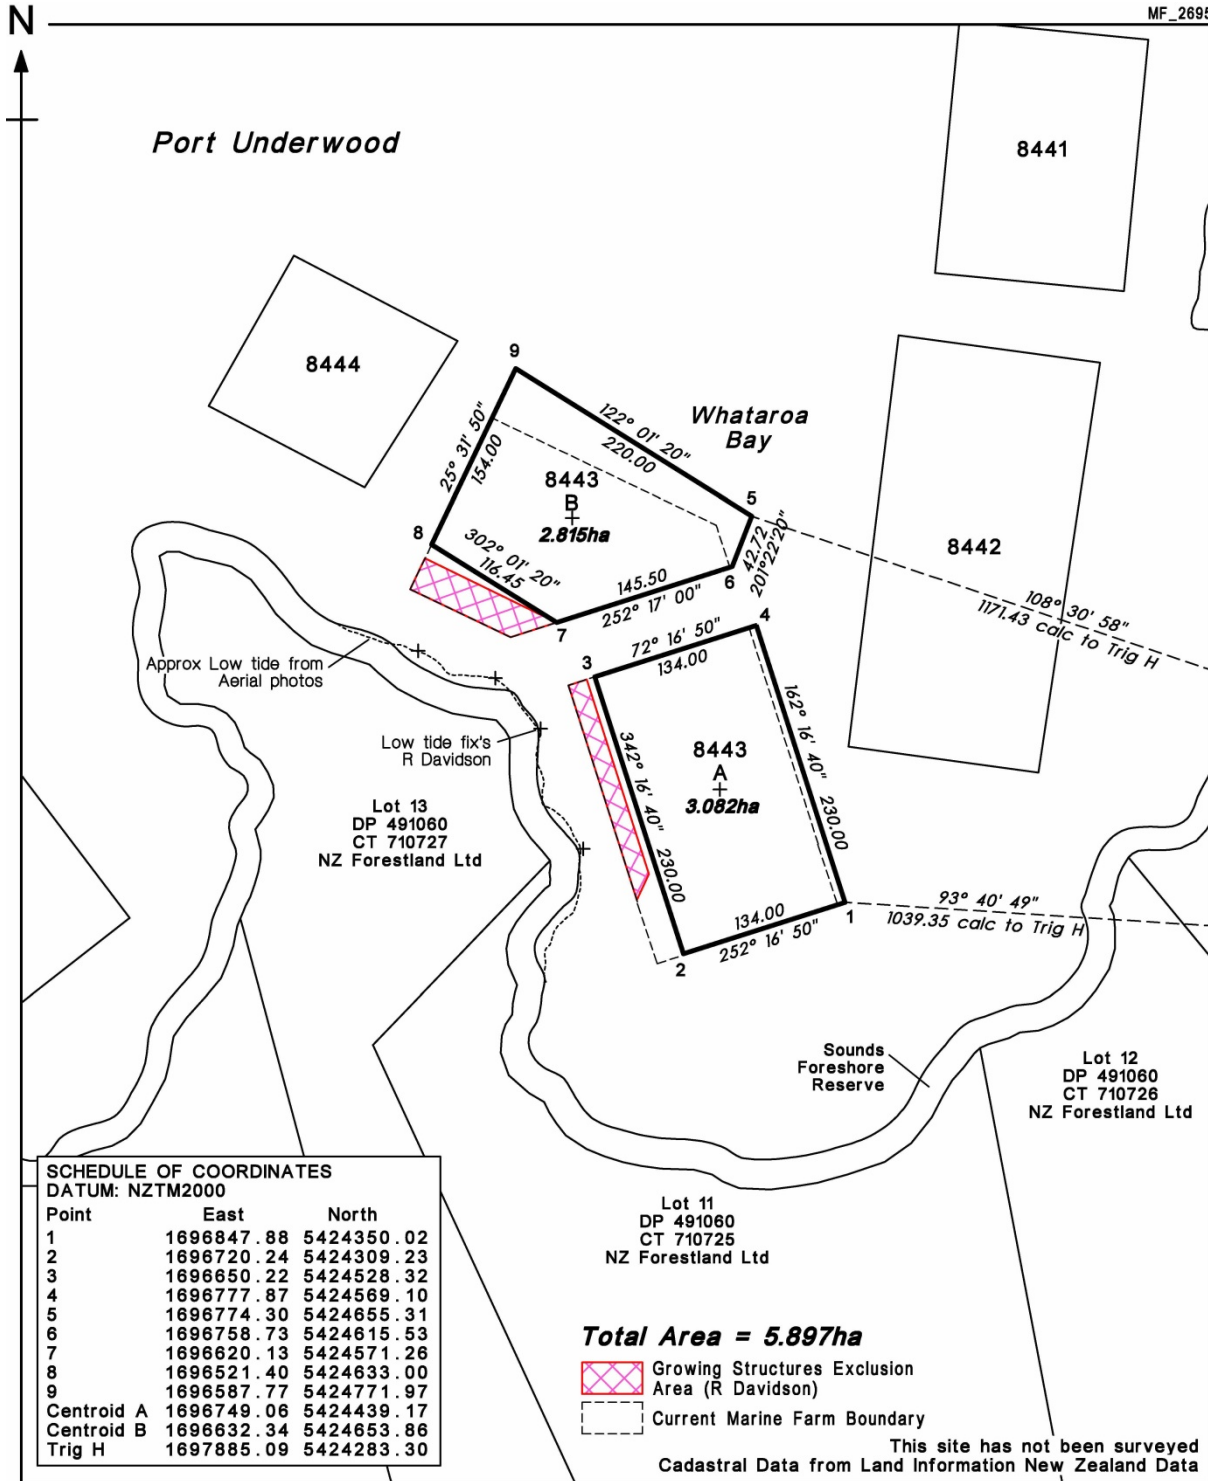 N
MF_2695
Port Underwood
8441
8444
9
Whataroa
Bay
122° 01' 20"
220.00
25° 31' 50"
154.00
8443
B
2.815ha
5
8442
8
302° 01' 20"
116.45
42.72
201°22'20"
6
145.50
252° 17' 00"
7
108° 30' 58"
1171.43 calc to Trig H
4
72° 16' 50"
134.00
3
Approx Low tide from
Aerial photos
Low tide fix's
R Davidson
162° 16' 40"
230.00
342° 16' 40"
230.00
8443
A
3.082ha
Lot 13
DP 491060
CT 710727
NZ Forestland Ltd
134.00
252° 16' 50"
1
2
93° 40' 49"
1039.35 calc to Trig H
Sounds
Foreshore
Reserve
Lot 12
DP 491060
CT 710726
NZ Forestland Ltd
Lot 11
DP 491060
CT 710725
NZ Forestland Ltd
SCHEDULE OF COORDINATES
DATUM: NZTM2000
Point East North
1 1696847.88 5424350.02
2 1696720.24 5424309.23
3 1696650.22 5424528.32
4 1696777.87 5424569.10
5 1696774.30 5424655.31
6 1696758.73 5424615.53
7 1696620.13 5424571.26
8 1696521.40 5424633.00
9 1696587.77 5424771.97
Centroid A 1696749.06 5424439.17
Centroid B 1696632.34 5424653.86
Trig H 1697885.09 5424283.30
Total Area = 5.897ha
Growing Structures Exclusion
Area (R Davidson)
Current Marine Farm Boundary
This site has not been surveyed
Cadastral Data from Land Information New Zealand Data